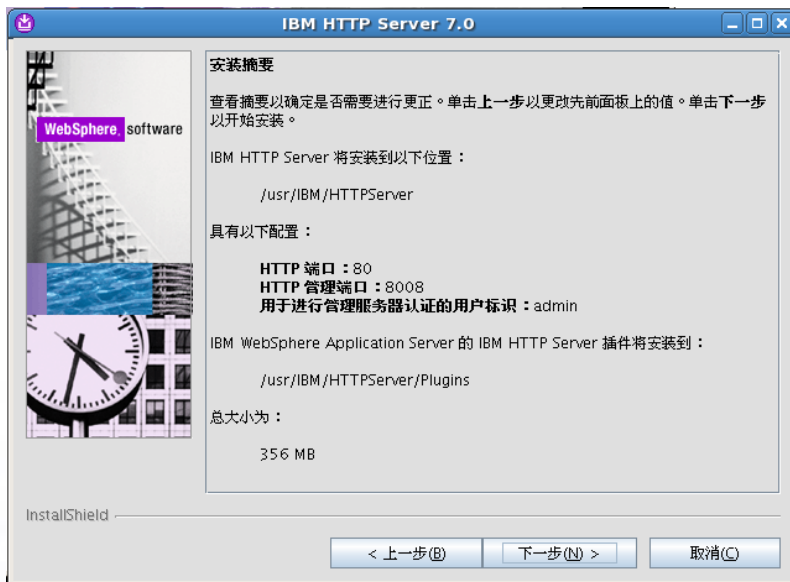 IBM HTTP Server 7.0
WebSphere. software
安装摘要
查看摘要以确定是否需要进行更正。单击上一步以更改先前面板上的值。单击下一步
以开始安装。
IBM HTTP Server 将安装到以下位置：
/usr/IBM/HTTPServer
具有以下配置：
HTTP 端口：80
HTTP 管理端口：8008
用于进行管理服务器认证的用户标识：admin
IBM WebSphere Application Server 的 IBM HTTP Server 插件将安装到：
/usr/IBM/HTTPServer/Plugins
总大小为：
356 MB
InstallShield
< 上一步(B)
下一步(N) >
取消(C)